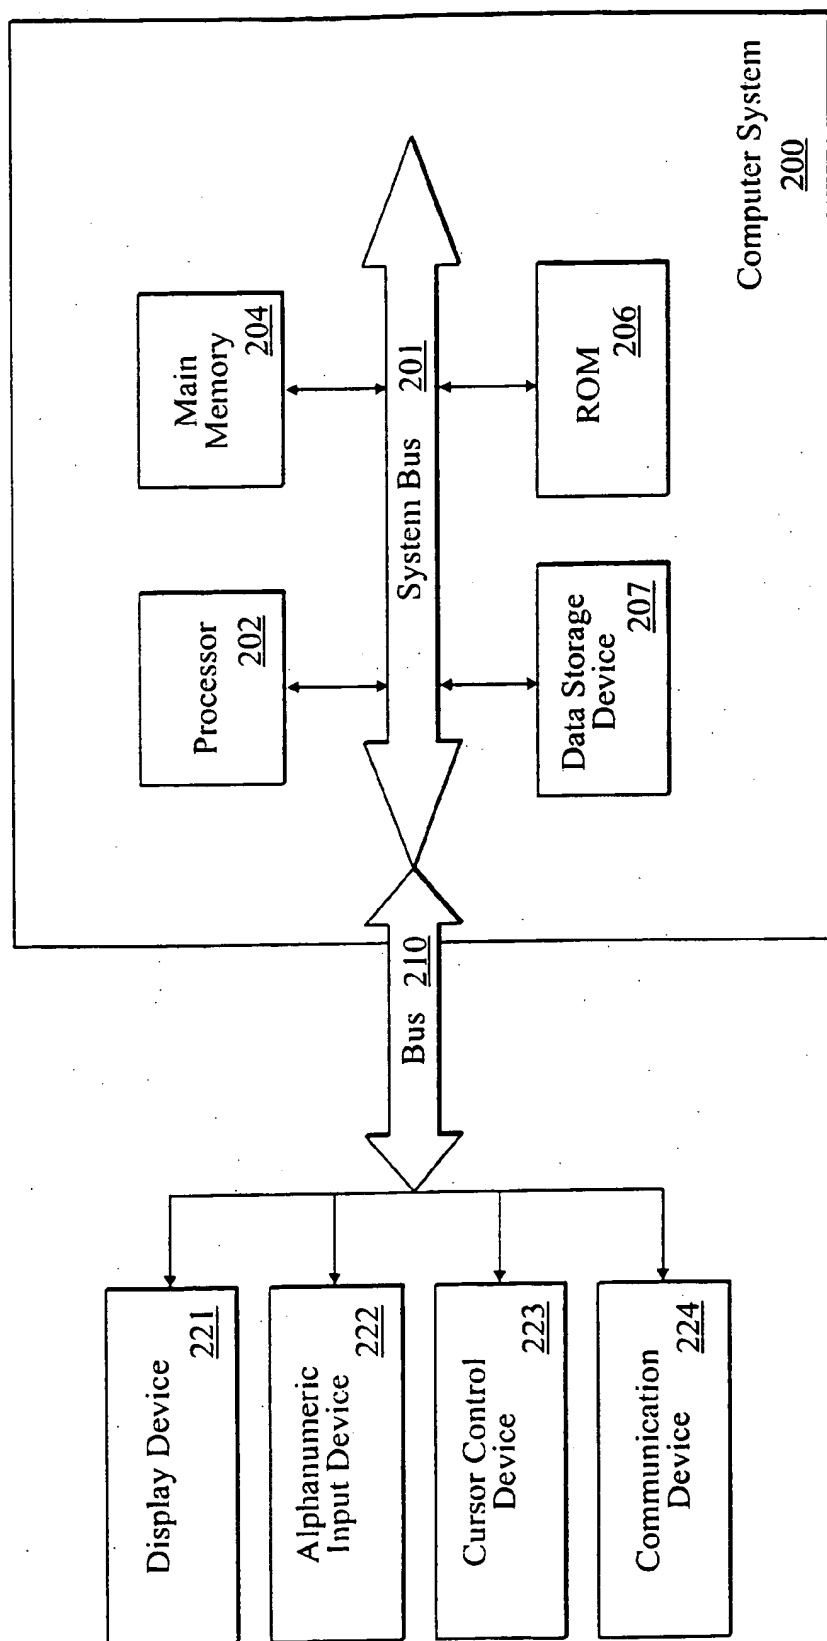 Display Device
221
Alphanumeric
Input Device
222
Cursor Control
Device
223
Communication
Device
224
Bus 210
Processor
202
Main
Memory
204
System Bus 201
Data Storage
Device
207
ROM
206
Computer System
200